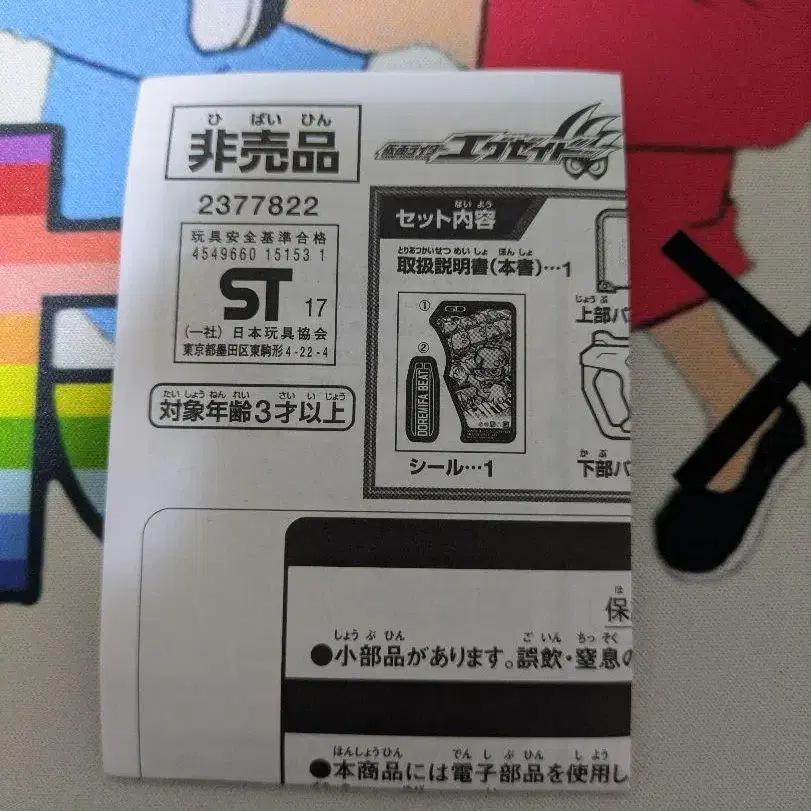 ひ ばい ひん
非売品
仮面ライダー エグゼイド
2377822
玩具安全基準合格
4549660 15153 1
ST 17
(一社) 日本玩具協会
東京都墨田区東駒形4-22-4
たいしょうねんれい さい いじょう
対象年齢3才以上
ないよう
セット内容
とりあつかいせつめいしょ ほんしょ
取扱説明書(本書)…1
①
②
DOREMIFA BEAT
シール…1
じょうぶ
上部パ
かぶ
下部パ
ほ
保
しょうぶひん ごいん ちっそく
●小部品があります。誤飲・窒息の
ほんしょうひん でんしぶひん しよう
●本商品には電子部品を使用し